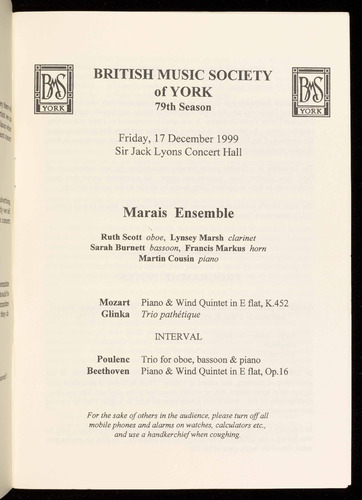 BRITISH MUSIC SOCIETY
of YORK
79th Season
BMS
YORK
BMS
YORK
Friday, 17 December 1999
Sir Jack Lyons Concert Hall
Marais Ensemble
Ruth Scott oboe, Lynsey Marsh clarinet
Sarah Burnett bassoon, Francis Markus horn
Martin Cousin piano
Mozart Piano & Wind Quintet in E flat, K.452
Glinka Trio pathétique
INTERVAL
Poulenc Trio for oboe, bassoon & piano
Beethoven Piano & Wind Quintet in E flat, Op.16
For the sake of others in the audience, please turn off all
mobile phones and alarms on watches, calculators etc.,
and use a handkerchief when coughing.